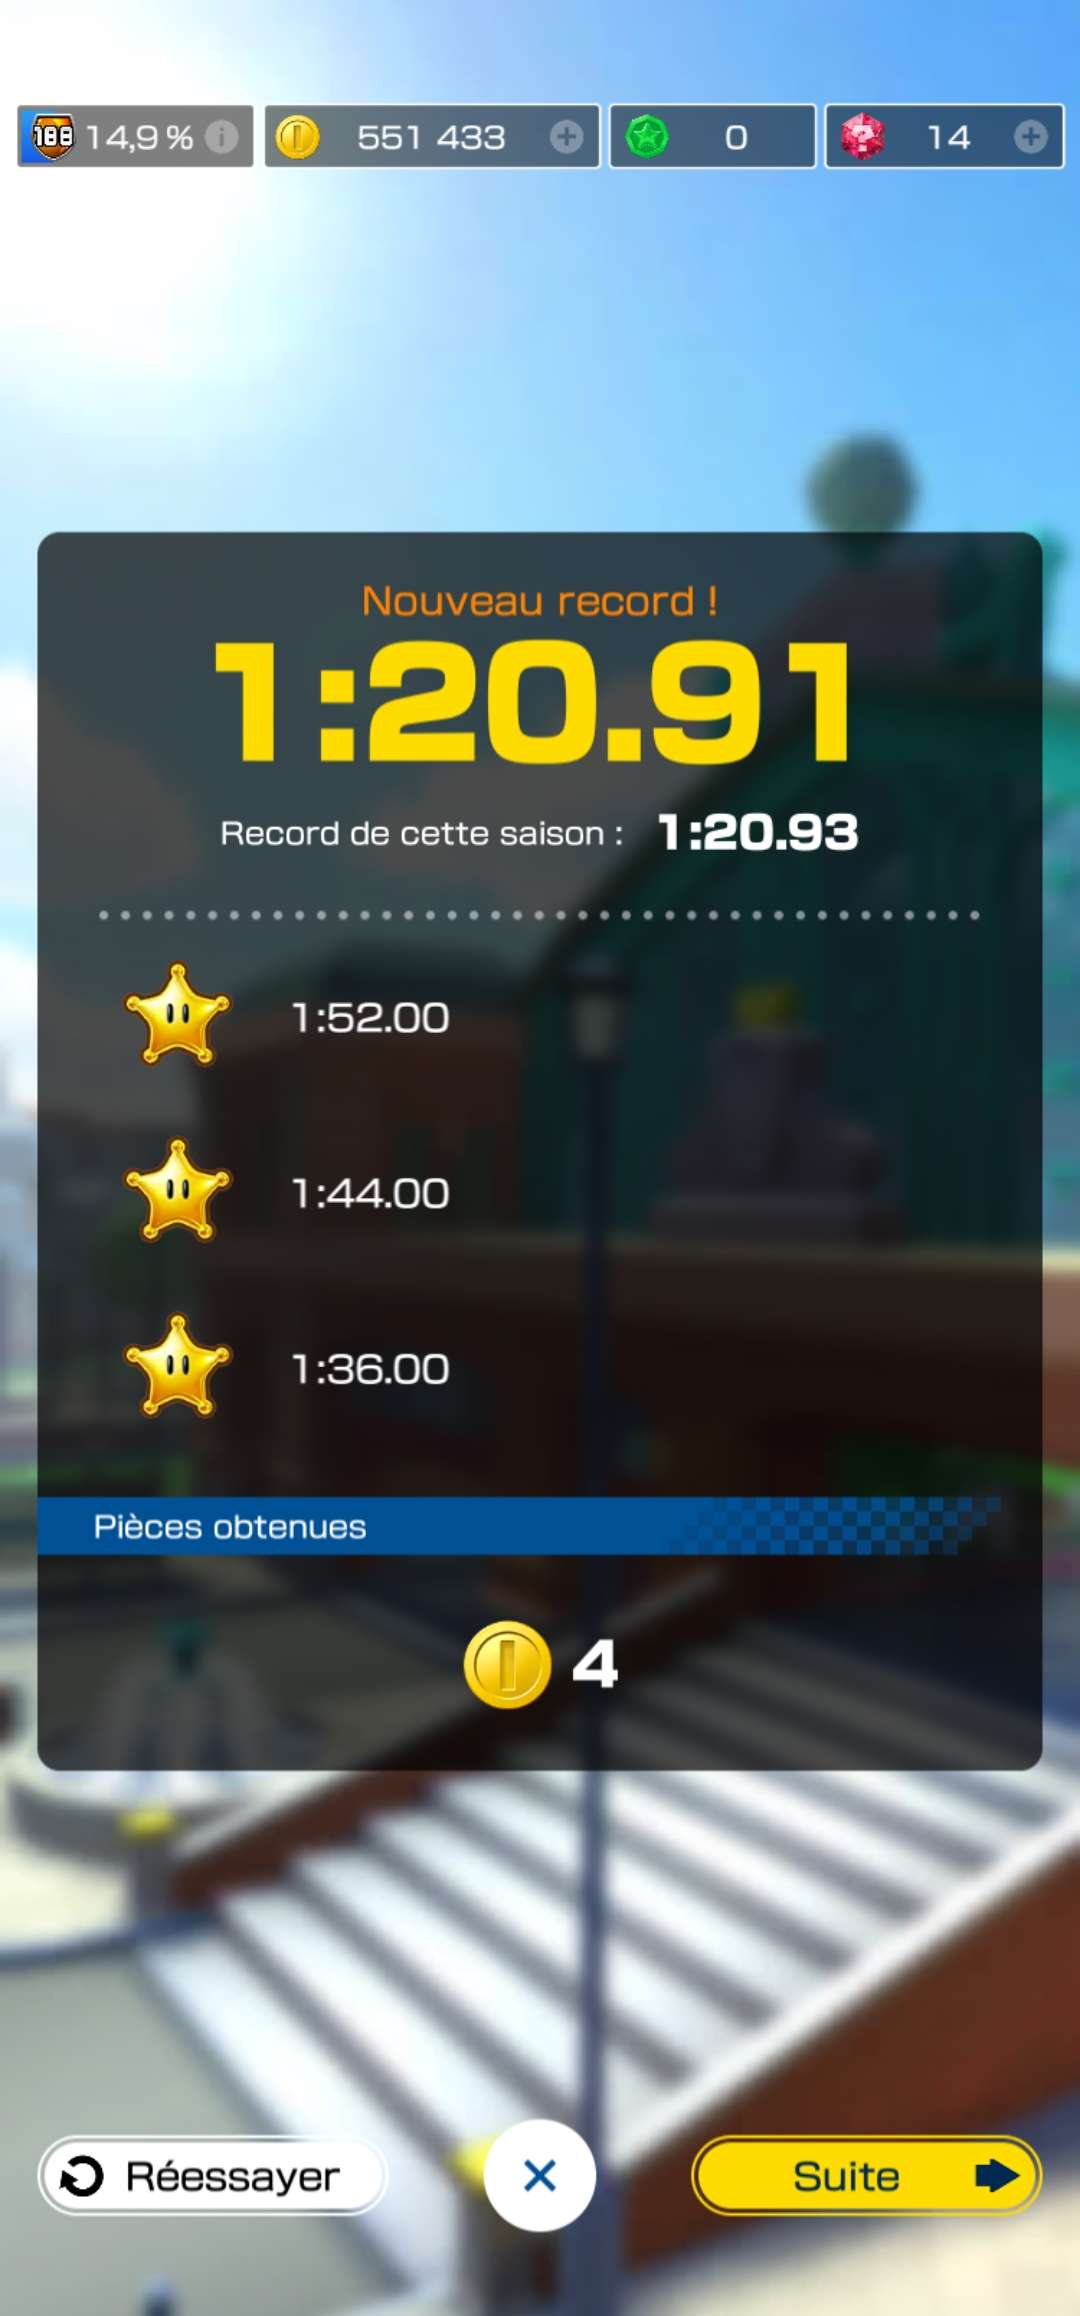 188 14,9 % i 551 433 + 0 14 +
Nouveau record !
1:20.91
Record de cette saison : 1:20.93
1:52.00
1:44.00
1:36.00
Pièces obtenues
4
Réessayer × Suite